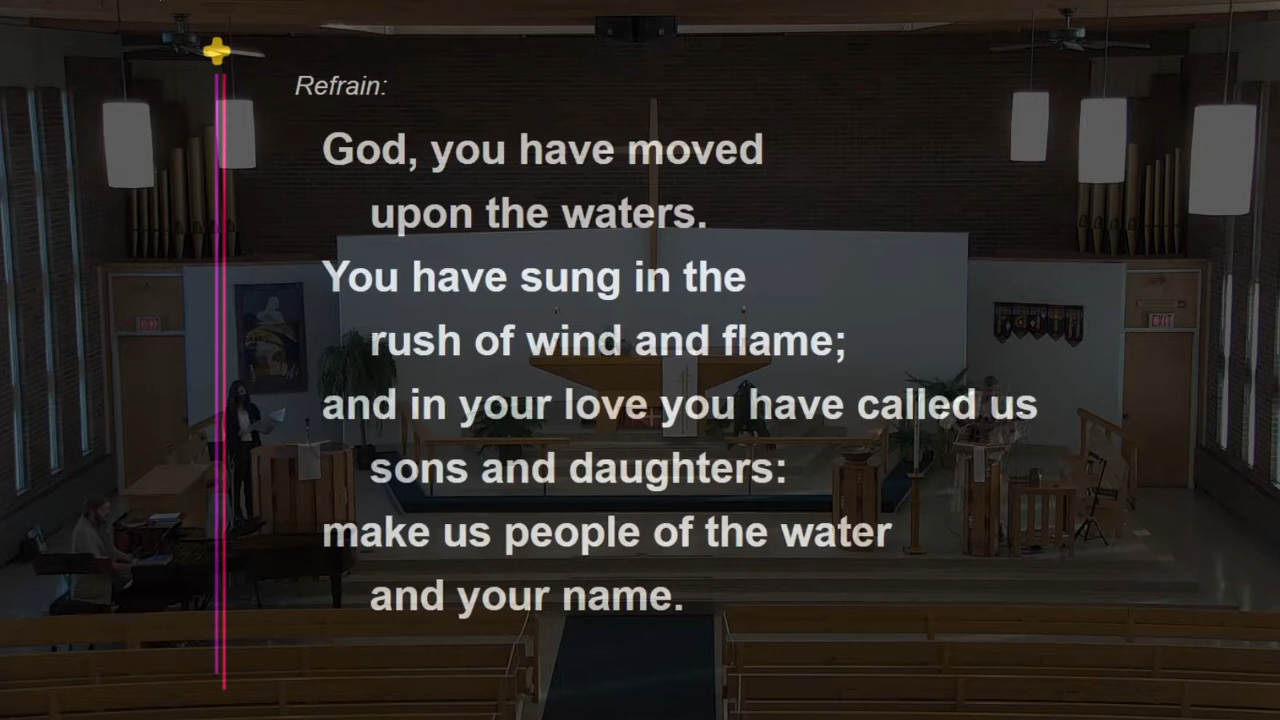 Refrain:
God, you have moved
upon the waters.
You have sung in the
rush of wind and flame;
and in your love you have called us
sons and daughters:
make us people of the water
and your name.